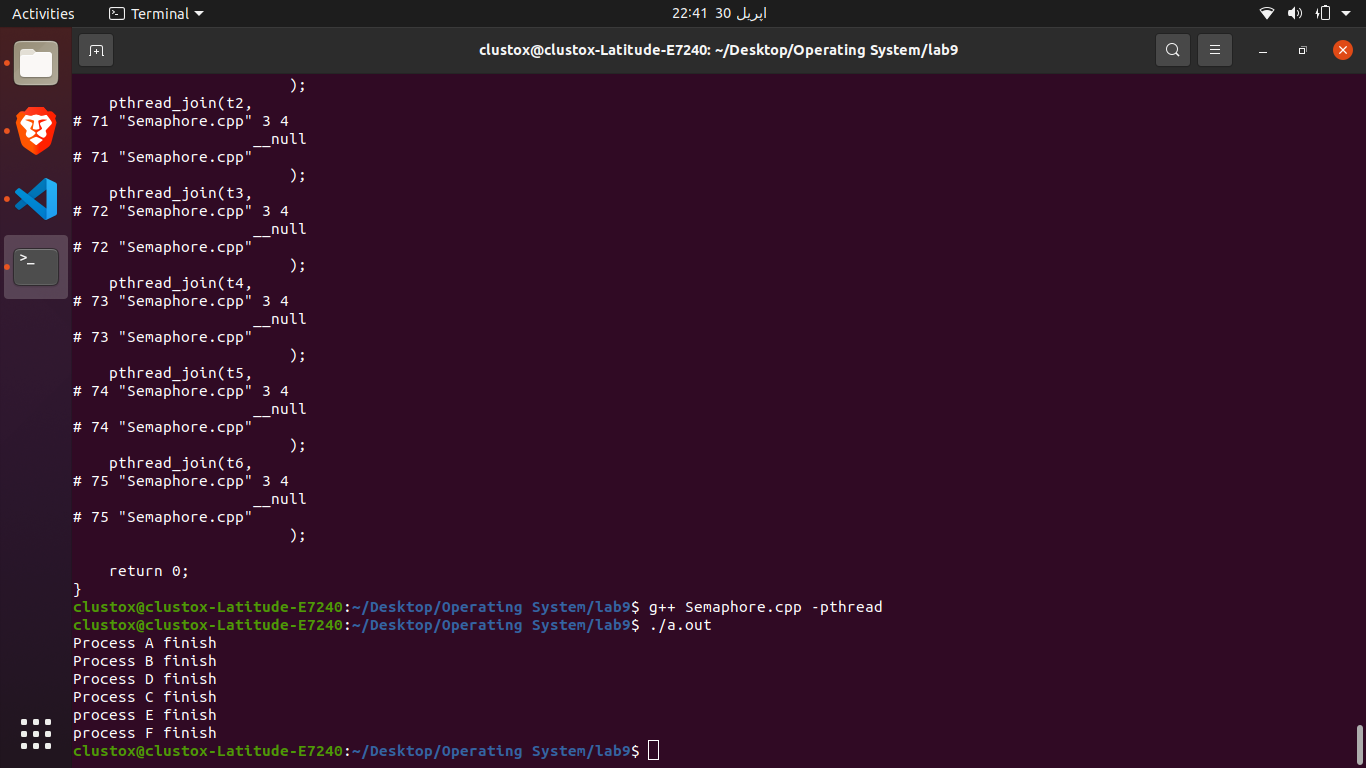 Activities
Terminal
22:41 30 اپریل
clustox@clustox-Latitude-E7240: ~/Desktop/Operating System/lab9
);
pthread_join(t2,
# 71 "Semaphore.cpp" 3 4
__null
# 71 "Semaphore.cpp"
);
pthread_join(t3,
# 72 "Semaphore.cpp" 3 4
__null
# 72 "Semaphore.cpp"
);
pthread_join(t4,
# 73 "Semaphore.cpp" 3 4
__null
# 73 "Semaphore.cpp"
);
pthread_join(t5,
# 74 "Semaphore.cpp" 3 4
__null
# 74 "Semaphore.cpp"
);
pthread_join(t6,
# 75 "Semaphore.cpp" 3 4
__null
# 75 "Semaphore.cpp"
);
return 0;
}
clustox@clustox-Latitude-E7240:~/Desktop/Operating System/lab9$ g++ Semaphore.cpp -pthread
clustox@clustox-Latitude-E7240:~/Desktop/Operating System/lab9$ ./a.out
Process A finish
Process B finish
Process D finish
Process C finish
process E finish
process F finish
clustox@clustox-Latitude-E7240:~/Desktop/Operating System/lab9$